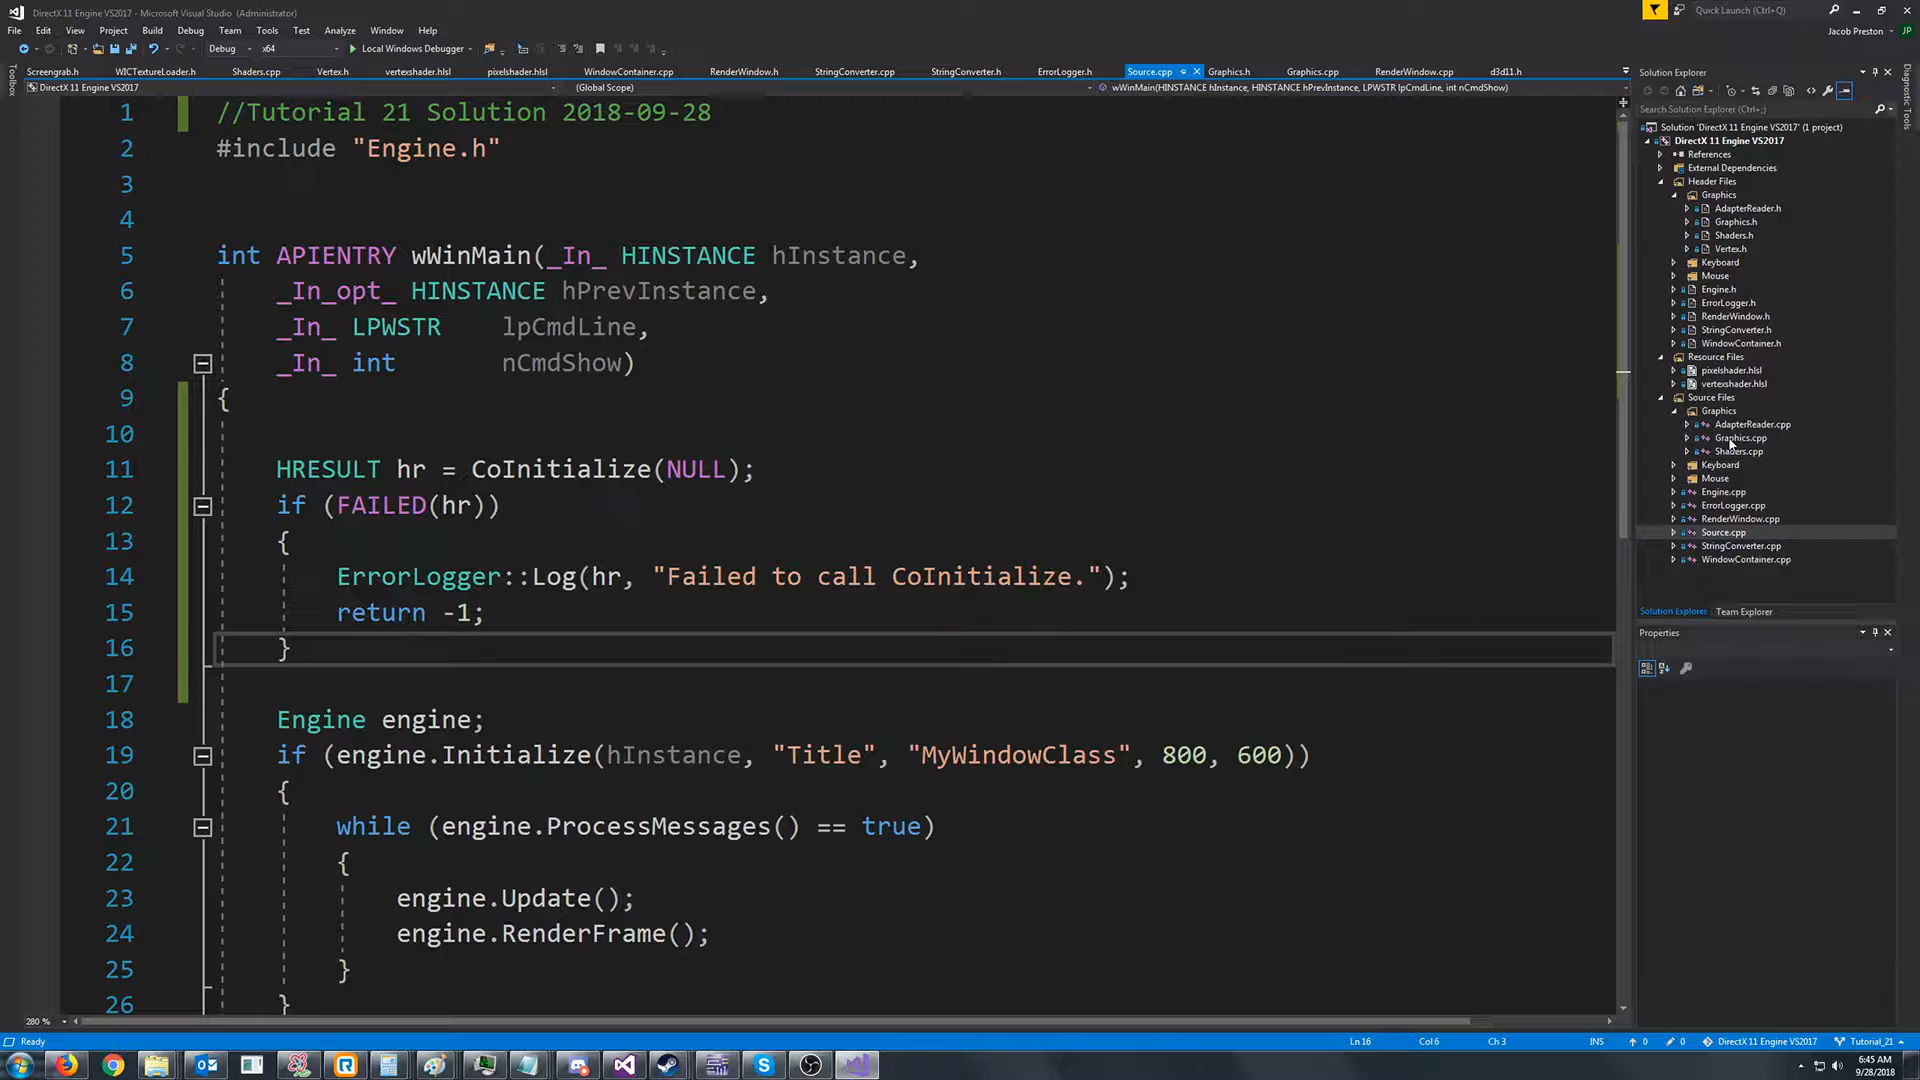 DirectX 11 Engine VS2017 - Microsoft Visual Studio (Administrator)
Quick Launch (Ctrl+Q)
File Edit View Project Build Debug Team Tools Test Analyze Window Help
Jacob Preston JP
Debug x64 Local Windows Debugger
Screengrab.h WICTextureLoader.h Shaders.cpp Vertex.h vertexshader.hlsl pixelshader.hlsl WindowContainer.cpp RenderWindow.h StringConverter.cpp StringConverter.h ErrorLogger.h Source.cpp Graphics.h Graphics.cpp RenderWindow.cpp d3d11.h
DirectX 11 Engine VS2017 (Global Scope) wWinMain(HINSTANCE hInstance, HINSTANCE hPrevInstance, LPWSTR lpCmdLine, int nCmdShow)
Toolbox
1 //Tutorial 21 Solution 2018-09-28
2 #include "Engine.h"
3
4
5 int APIENTRY wWinMain(_In_ HINSTANCE hInstance,
6 _In_opt_ HINSTANCE hPrevInstance,
7 _In_ LPWSTR lpCmdLine,
8 _In_ int nCmdShow)
9 {
10
11 HRESULT hr = CoInitialize(NULL);
12 if (FAILED(hr))
13 {
14 ErrorLogger::Log(hr, "Failed to call CoInitialize.");
15 return -1;
16 }
17
18 Engine engine;
19 if (engine.Initialize(hInstance, "Title", "MyWindowClass", 800, 600))
20 {
21 while (engine.ProcessMessages() == true)
22 {
23 engine.Update();
24 engine.RenderFrame();
25 }
26 }
280 %
Solution Explorer
Search Solution Explorer (Ctrl+;)
Solution 'DirectX 11 Engine VS2017' (1 project)
DirectX 11 Engine VS2017
References
External Dependencies
Header Files
Graphics
AdapterReader.h
Graphics.h
Shaders.h
Vertex.h
Keyboard
Mouse
Engine.h
ErrorLogger.h
RenderWindow.h
StringConverter.h
WindowContainer.h
Resource Files
pixelshader.hlsl
vertexshader.hlsl
Source Files
Graphics
AdapterReader.cpp
Graphics.cpp
Shaders.cpp
Keyboard
Mouse
Engine.cpp
ErrorLogger.cpp
RenderWindow.cpp
Source.cpp
StringConverter.cpp
WindowContainer.cpp
Solution Explorer Team Explorer
Properties
Diagnostic Tools
Ready Ln 16 Col 6 Ch 3 INS 0 0 DirectX 11 Engine VS2017 Tutorial_21
6:45 AM
9/28/2018